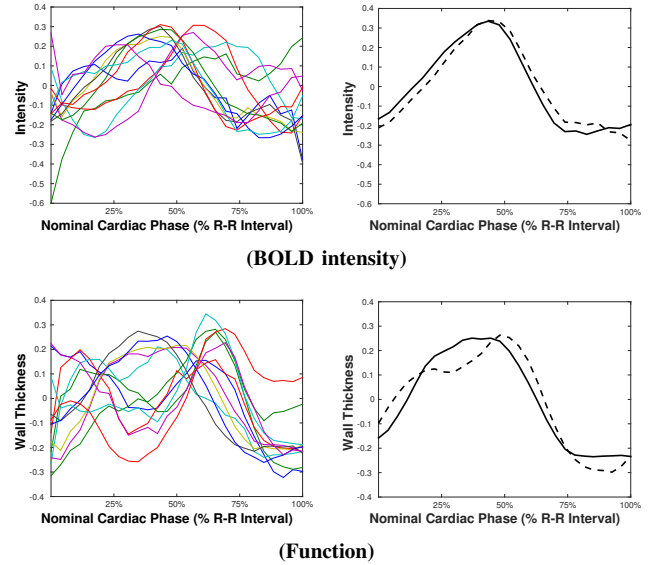 0.4
0.3
0.2
0.1
0
-0.1
-0.2
-0.3
-0.4
-0.5
-0.6
Intensity
25% 50% 75% 100%
Nominal Cardiac Phase (% R-R Interval)
0.4
0.3
0.2
0.1
0
-0.1
-0.2
-0.3
-0.4
-0.5
-0.6
Intensity
25% 50% 75% 100%
Nominal Cardiac Phase (% R-R Interval)
(BOLD intensity)
0.4
0.3
0.2
0.1
0
-0.1
-0.2
-0.3
-0.4
Wall Thickness
25% 50% 75% 100%
Nominal Cardiac Phase (% R-R Interval)
0.4
0.3
0.2
0.1
0
-0.1
-0.2
-0.3
-0.4
Wall Thickness
25% 50% 75% 100%
Nominal Cardiac Phase (% R-R Interval)
(Function)